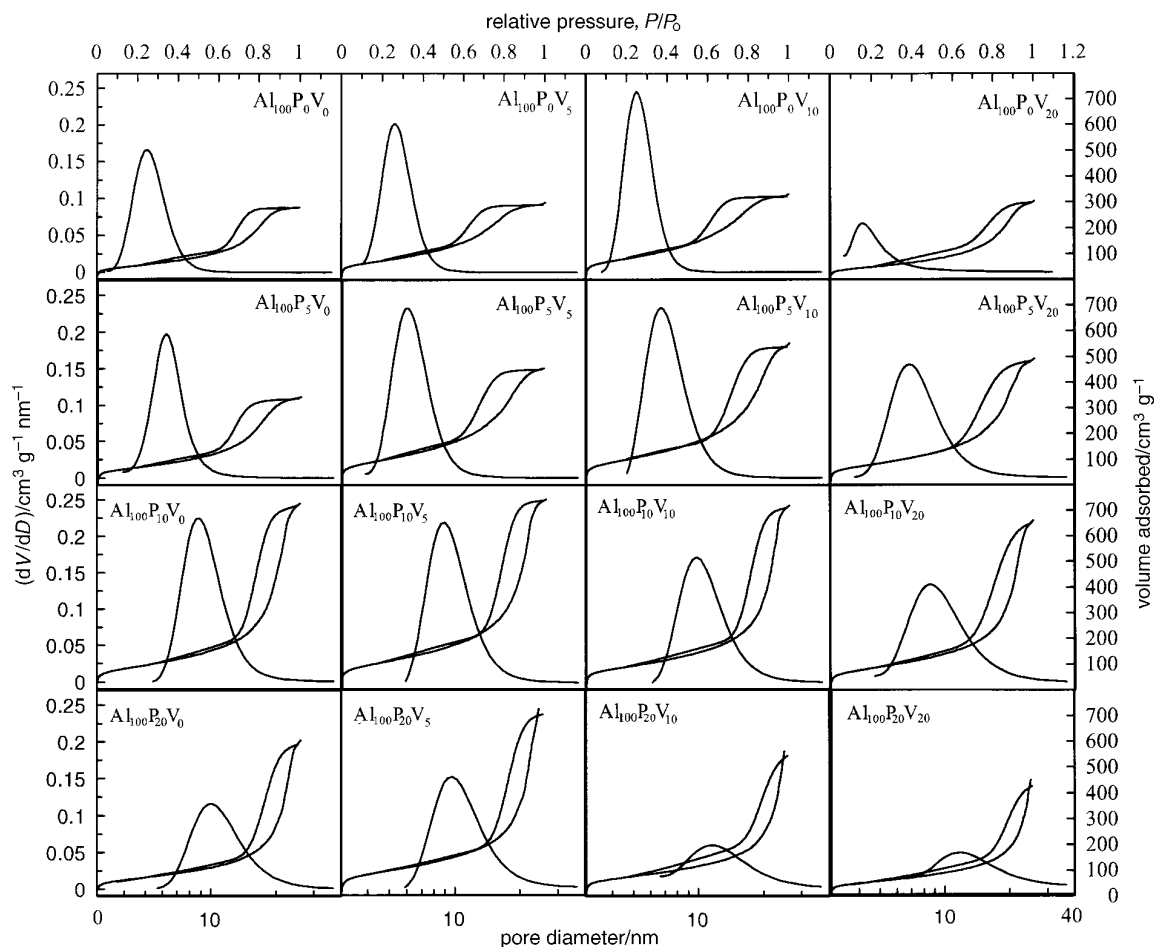 relative pressure, P/P₀
0 0.2 0.4 0.6 0.8 1 0 0.2 0.4 0.6 0.8 1 0 0.2 0.4 0.6 0.8 1 0 0.2 0.4 0.6 0.8 1 1.2
Al₁₀₀P₀V₀ Al₁₀₀P₀V₅ Al₁₀₀P₀V₁₀ Al₁₀₀P₀V₂₀
0.25 0.2 0.15 0.1 0.05 0
700 600 500 400 300 200 100
Al₁₀₀P₅V₀ Al₁₀₀P₅V₅ Al₁₀₀P₅V₁₀ Al₁₀₀P₅V₂₀
0.25 0.2 0.15 0.1 0.05 0
700 600 500 400 300 200 100
(dV/dD)/cm³ g⁻¹ nm⁻¹
volume adsorbed/cm³ g⁻¹
Al₁₀₀P₁₀V₀ Al₁₀₀P₁₀V₅ Al₁₀₀P₁₀V₁₀ Al₁₀₀P₁₀V₂₀
0.25 0.2 0.15 0.1 0.05 0
700 600 500 400 300 200 100
Al₁₀₀P₂₀V₀ Al₁₀₀P₂₀V₅ Al₁₀₀P₂₀V₁₀ Al₁₀₀P₂₀V₂₀
0.25 0.2 0.15 0.1 0.05 0
700 600 500 400 300 200 100 0
0 10 10 10 10 40
pore diameter/nm